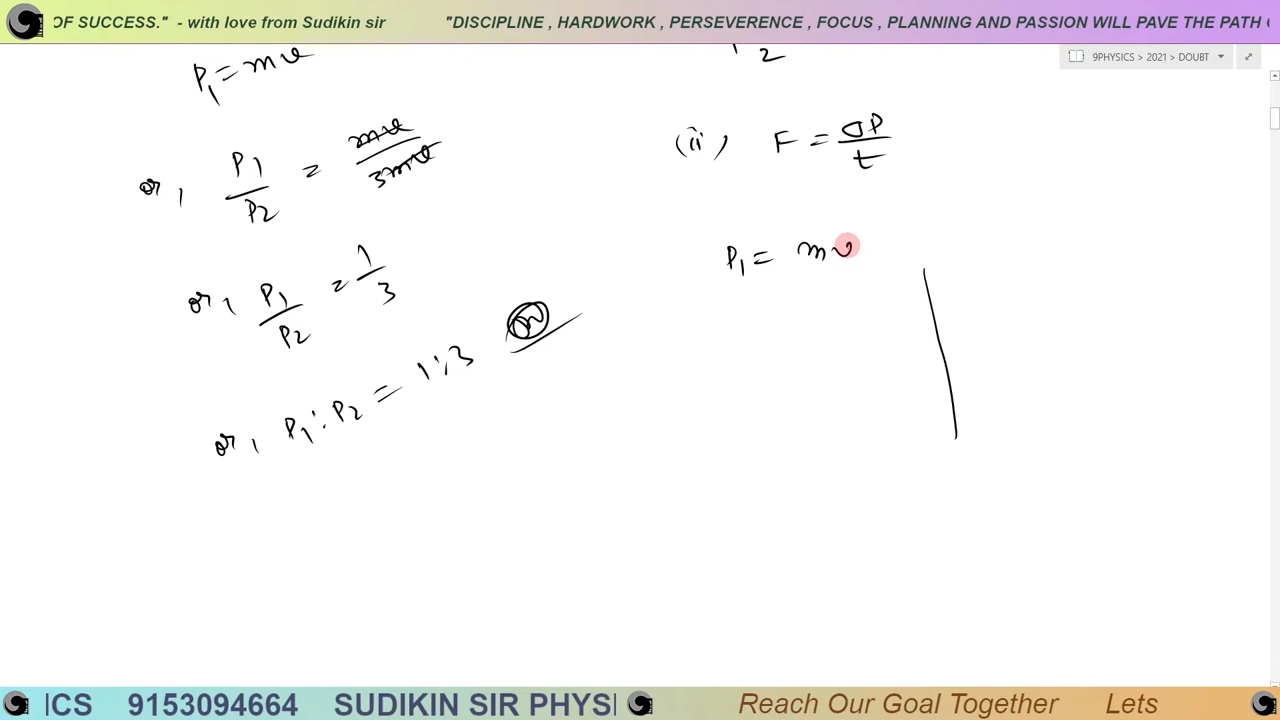 OF SUCCESS." - with love from Sudikin sir "DISCIPLINE , HARDWORK , PERSEVERENCE , FOCUS , PLANNING AND PASSION WILL PAVE THE PATH
9PHYSICS > 2021 > DOUBT
P₁ = mv
or, P₁/P₂ = mv/3mv
or, P₁/P₂ = 1/3
or, P₁ : P₂ = 1:3
2
(ii) F = ΔP/t
P₁ = mv
ICS 9153094664 SUDIKIN SIR PHYSI Reach Our Goal Together Lets